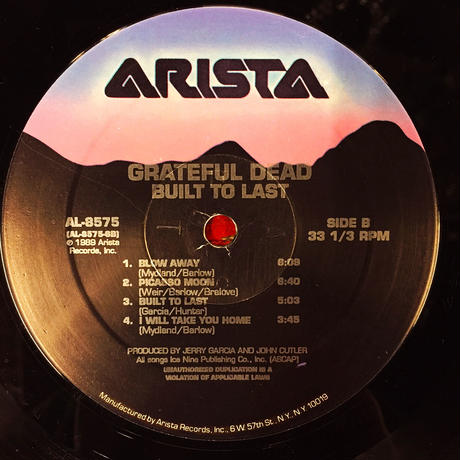 ARISTA
GRATEFUL DEAD
BUILT TO LAST
AL-8575
(AL-8575-SB)
℗ 1989 Arista
Records, Inc.
SIDE B
33 1/3 RPM
1. BLOW AWAY 6:09
(Mydland/Barlow)
2. PICASSO MOON 6:40
(Weir/Barlow/Bralove)
3. BUILT TO LAST 5:03
(Garcia/Hunter)
4. I WILL TAKE YOU HOME 3:45
(Mydland/Barlow)
PRODUCED BY JERRY GARCIA AND JOHN CUTLER
All songs Ice Nine Publishing Co., Inc. (ASCAP)
UNAUTHORIZED DUPLICATION IS A
VIOLATION OF APPLICABLE LAWS
Manufactured by Arista Records, Inc., 6 W. 57th St., N.Y., N.Y. 10019